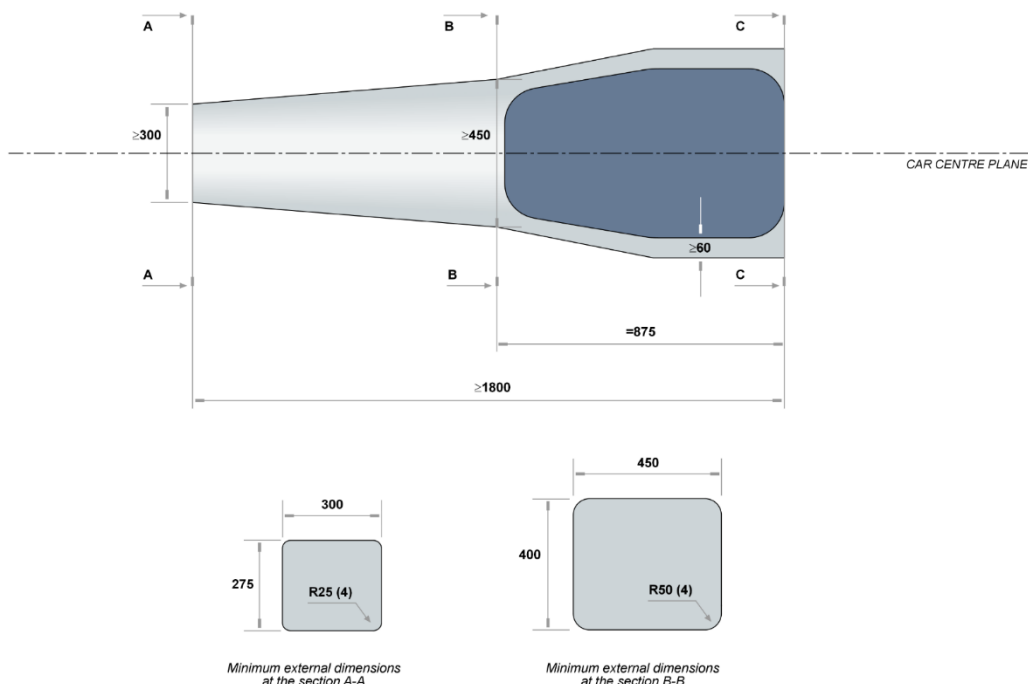 A
B
C
≥300
≥450
CAR CENTRE PLANE
≥60
A
B
C
=875
≥1800
300
450
275
400
R25 (4)
R50 (4)
Minimum external dimensions
at the section A-A
Minimum external dimensions
at the section B-B